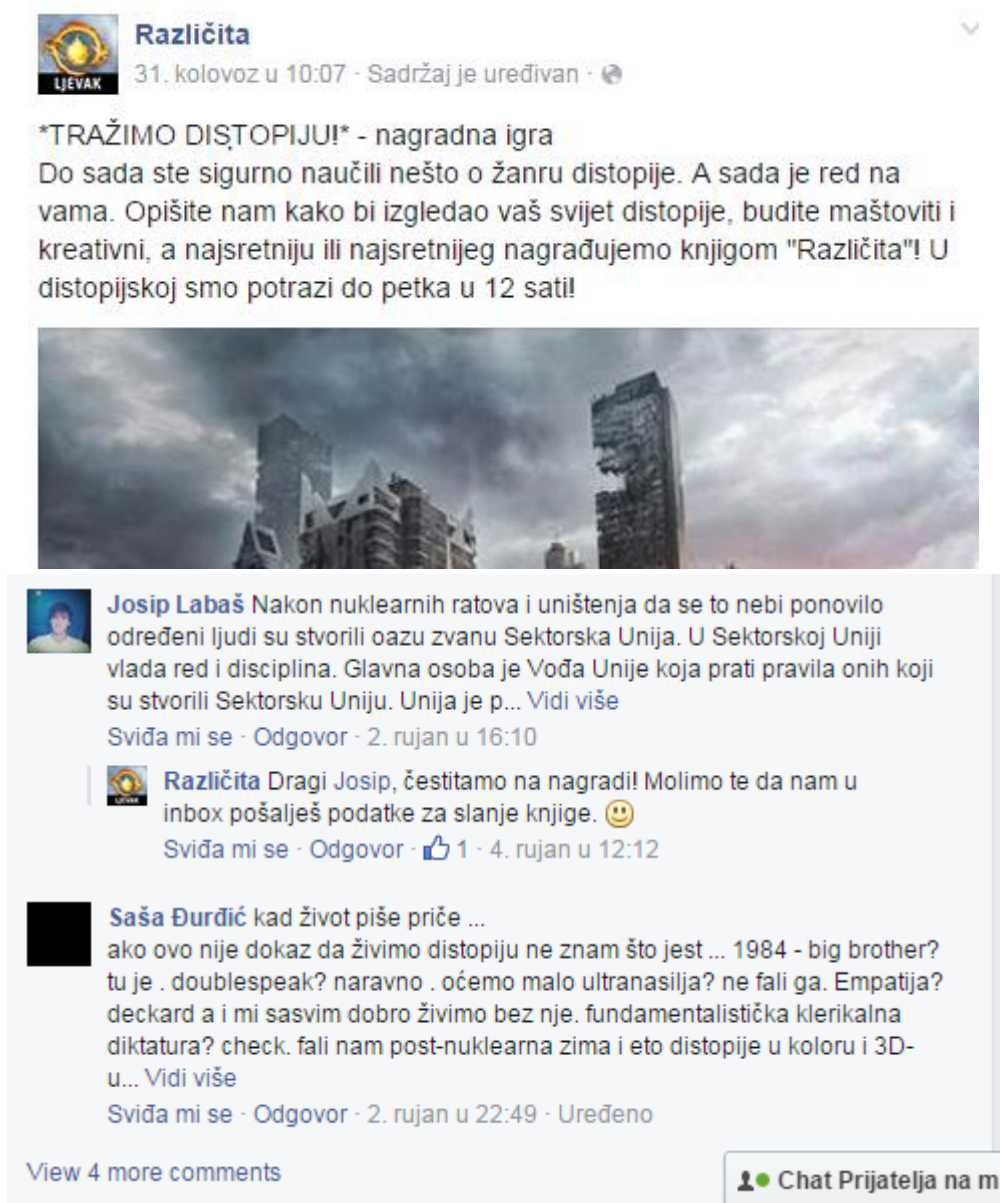 Različita
LJEVAK
31. kolovoz u 10:07 · Sadržaj je uređivan ·
*TRAŽIMO DISTOPIJU!* - nagradna igra
Do sada ste sigurno naučili nešto o žanru distopije. A sada je red na
vama. Opišite nam kako bi izgledao vaš svijet distopije, budite maštoviti i
kreativni, a najsretniju ili najsretnijeg nagrađujemo knjigom "Različita"! U
distopijskoj smo potrazi do petka u 12 sati!
Josip Labaš Nakon nuklearnih ratova i uništenja da se to nebi ponovilo
određeni ljudi su stvorili oazu zvanu Sektorska Unija. U Sektorskoj Uniji
vlada red i disciplina. Glavna osoba je Vođa Unije koja prati pravila onih koji
su stvorili Sektorsku Uniju. Unija je p... Vidi više
Sviđa mi se · Odgovor · 2. rujan u 16:10
Različita Dragi Josip, čestitamo na nagradi! Molimo te da nam u
LJEVAK
inbox pošalješ podatke za slanje knjige.
Sviđa mi se · Odgovor · 1 · 4. rujan u 12:12
Saša Đurđić kad život piše priče ...
ako ovo nije dokaz da živimo distopiju ne znam što jest ... 1984 - big brother?
tu je . doublespeak? naravno . oćemo malo ultranasilja? ne fali ga. Empatija?
deckard a i mi sasvim dobro živimo bez nje. fundamentalistička klerikalna
diktatura? check. fali nam post-nuklearna zima i eto distopije u koloru i 3D-
u... Vidi više
Sviđa mi se · Odgovor · 2. rujan u 22:49 · Uređeno
View 4 more comments
Chat Prijatelja na m